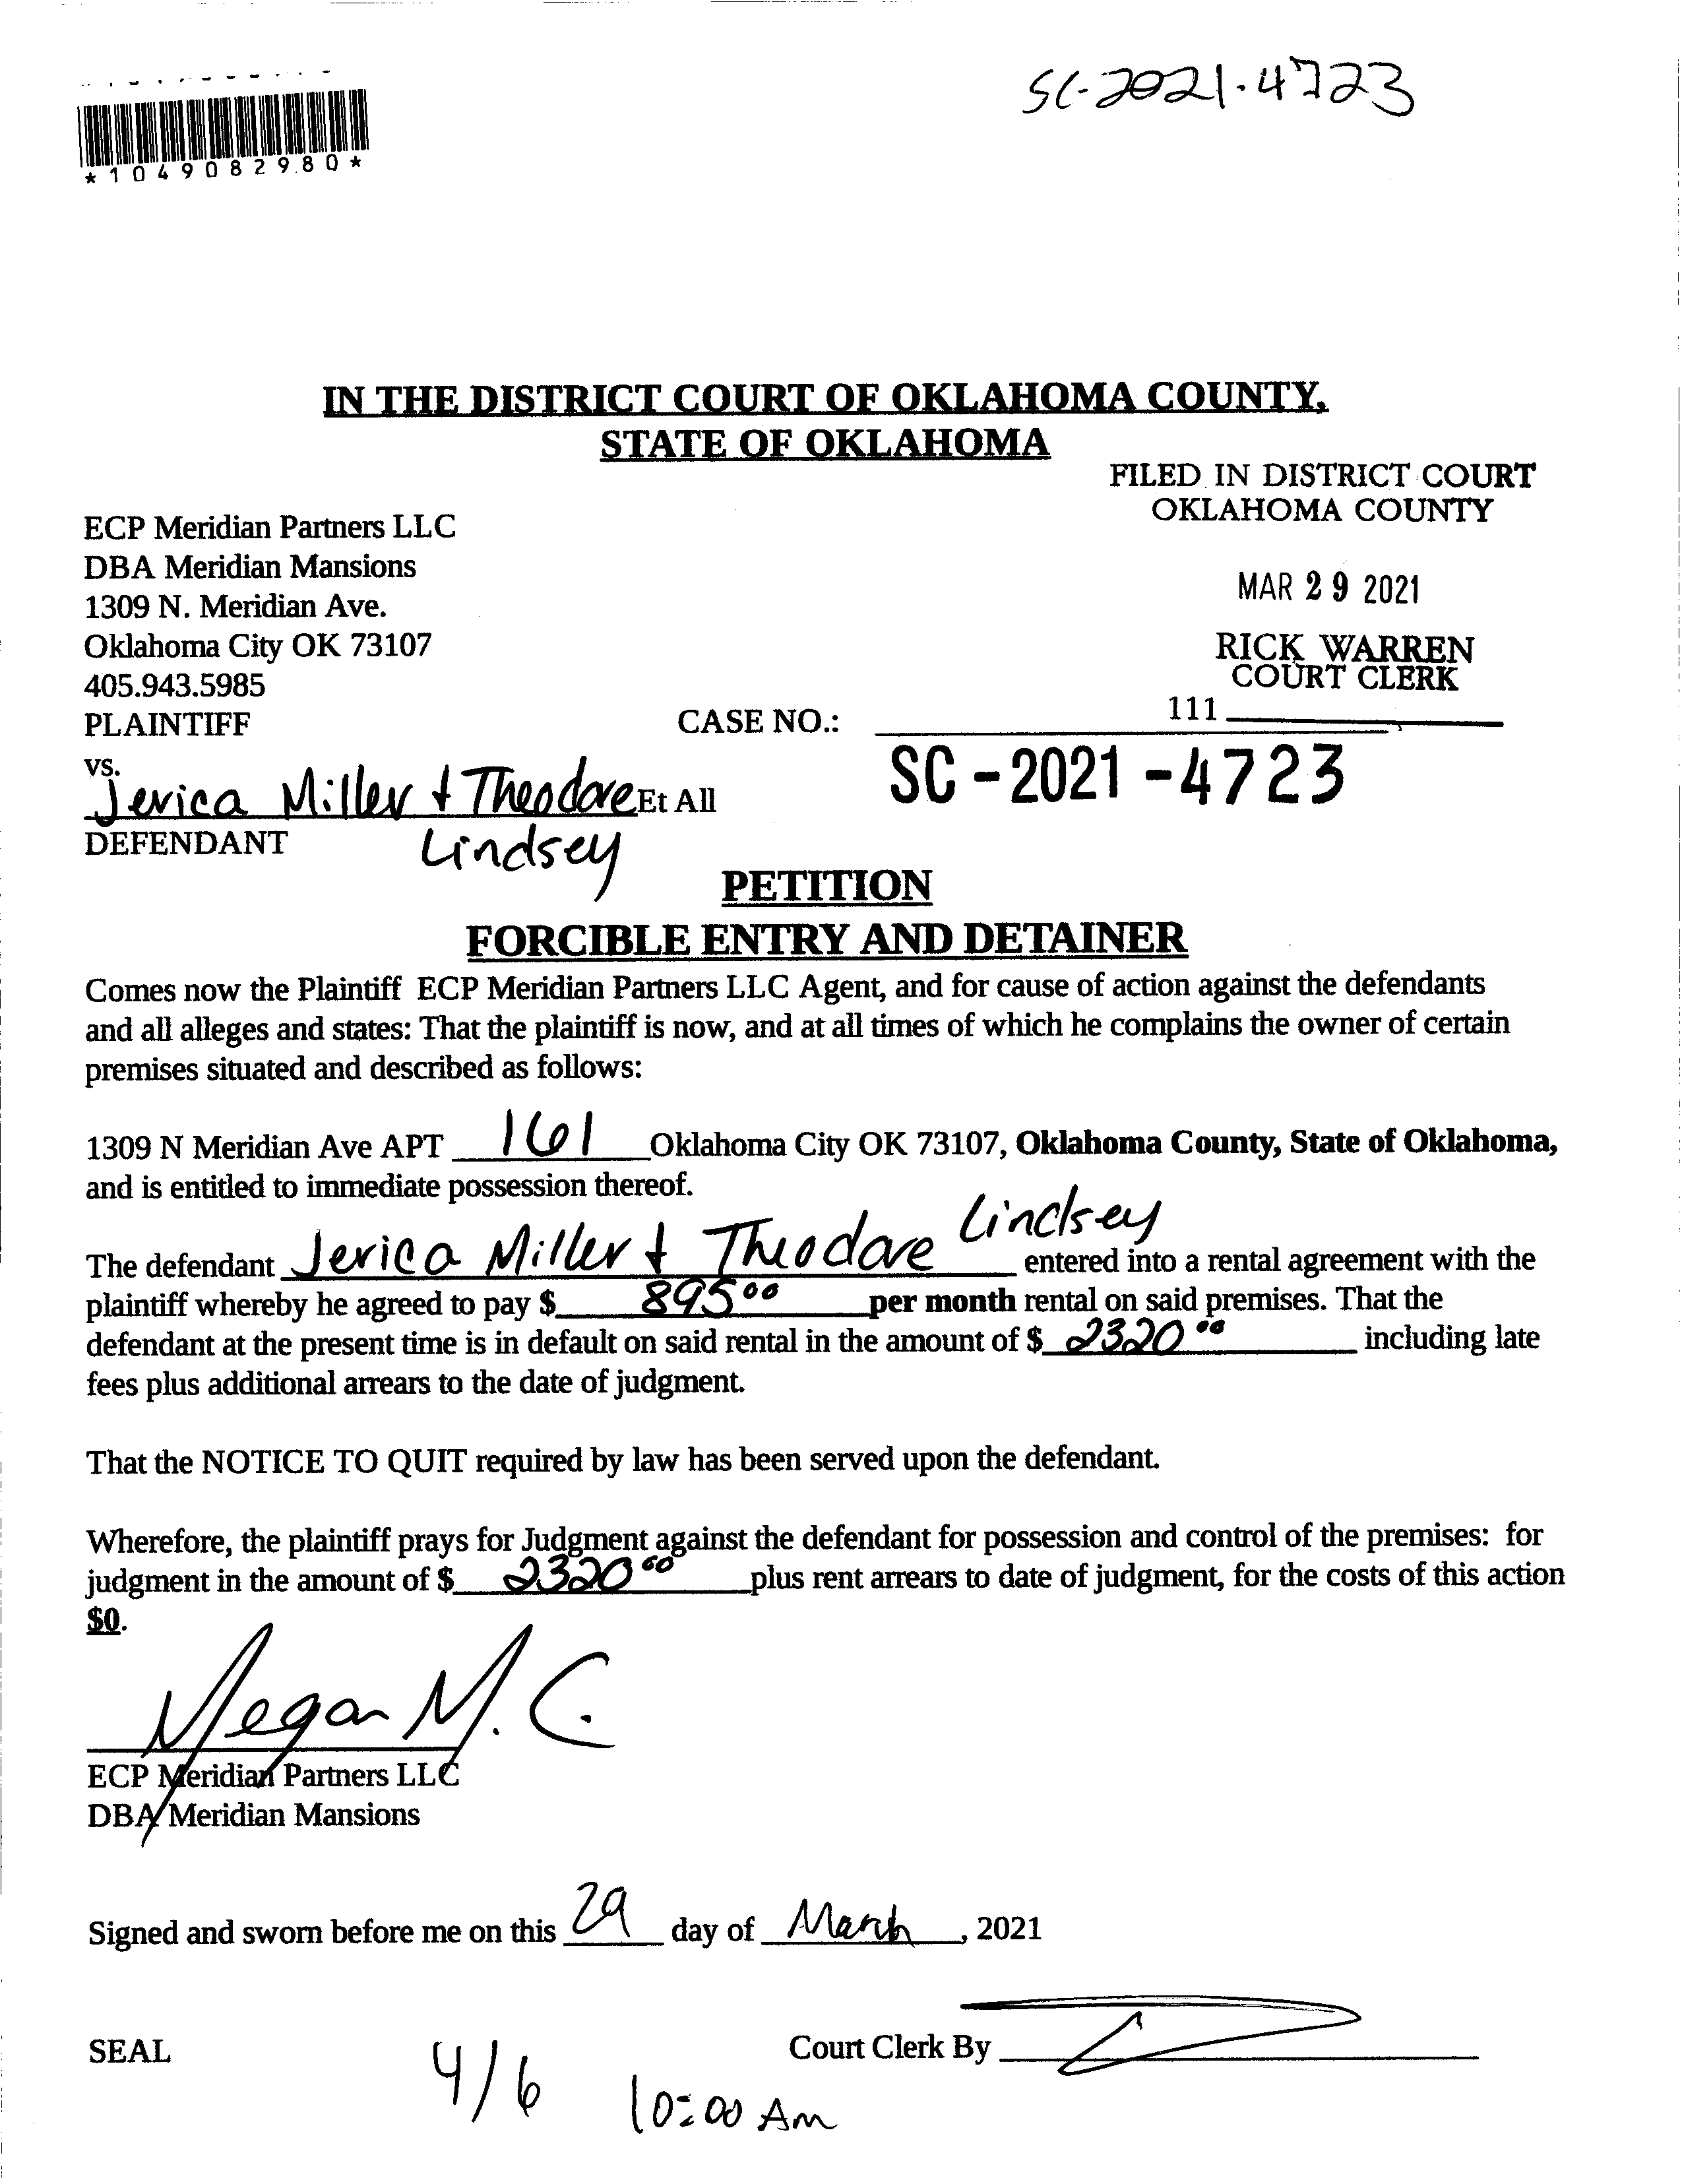 SC-2021-4723
*1049082980*
IN THE DISTRICT COURT OF OKLAHOMA COUNTY,
STATE OF OKLAHOMA
FILED IN DISTRICT COURT
OKLAHOMA COUNTY
MAR 29 2021
RICK WARREN
COURT CLERK
111
ECP Meridian Partners LLC
DBA Meridian Mansions
1309 N. Meridian Ave.
Oklahoma City OK 73107
405.943.5985
PLAINTIFF
CASE NO.:
SC-2021-4723
vs.
Jerica Miller + Theodore Et All
Lindsey
DEFENDANT
PETITION
FORCIBLE ENTRY AND DETAINER
Comes now the Plaintiff ECP Meridian Partners LLC Agent, and for cause of action against the defendants
and all alleges and states: That the plaintiff is now, and at all times of which he complains the owner of certain
premises situated and described as follows:
1309 N Meridian Ave APT 161 Oklahoma City OK 73107, Oklahoma County, State of Oklahoma,
and is entitled to immediate possession thereof.
The defendant Jerica Miller + Theodore Lindsey entered into a rental agreement with the
plaintiff whereby he agreed to pay $ 895.00 per month rental on said premises. That the
defendant at the present time is in default on said rental in the amount of $ 2320.00 including late
fees plus additional arrears to the date of judgment.
That the NOTICE TO QUIT required by law has been served upon the defendant.
Wherefore, the plaintiff prays for Judgment against the defendant for possession and control of the premises: for
judgment in the amount of $ 2320.00 plus rent arrears to date of judgment, for the costs of this action
$0.
Megan M. C.
ECP Meridian Partners LLC
DBA Meridian Mansions
Signed and sworn before me on this 29 day of March, 2021
SEAL
Court Clerk By
4/6 10:00 Am